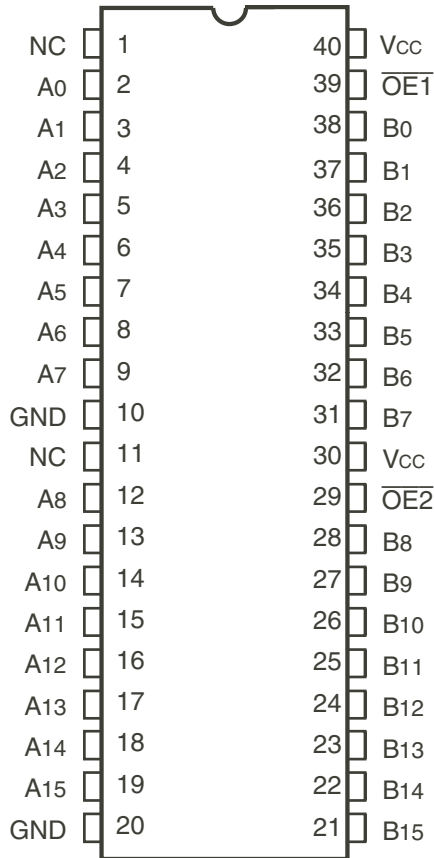 NC 1 40 VCC
A0 2 39 OE1
A1 3 38 B0
A2 4 37 B1
A3 5 36 B2
A4 6 35 B3
A5 7 34 B4
A6 8 33 B5
A7 9 32 B6
GND 10 31 B7
NC 11 30 VCC
A8 12 29 OE2
A9 13 28 B8
A10 14 27 B9
A11 15 26 B10
A12 16 25 B11
A13 17 24 B12
A14 18 23 B13
A15 19 22 B14
GND 20 21 B15